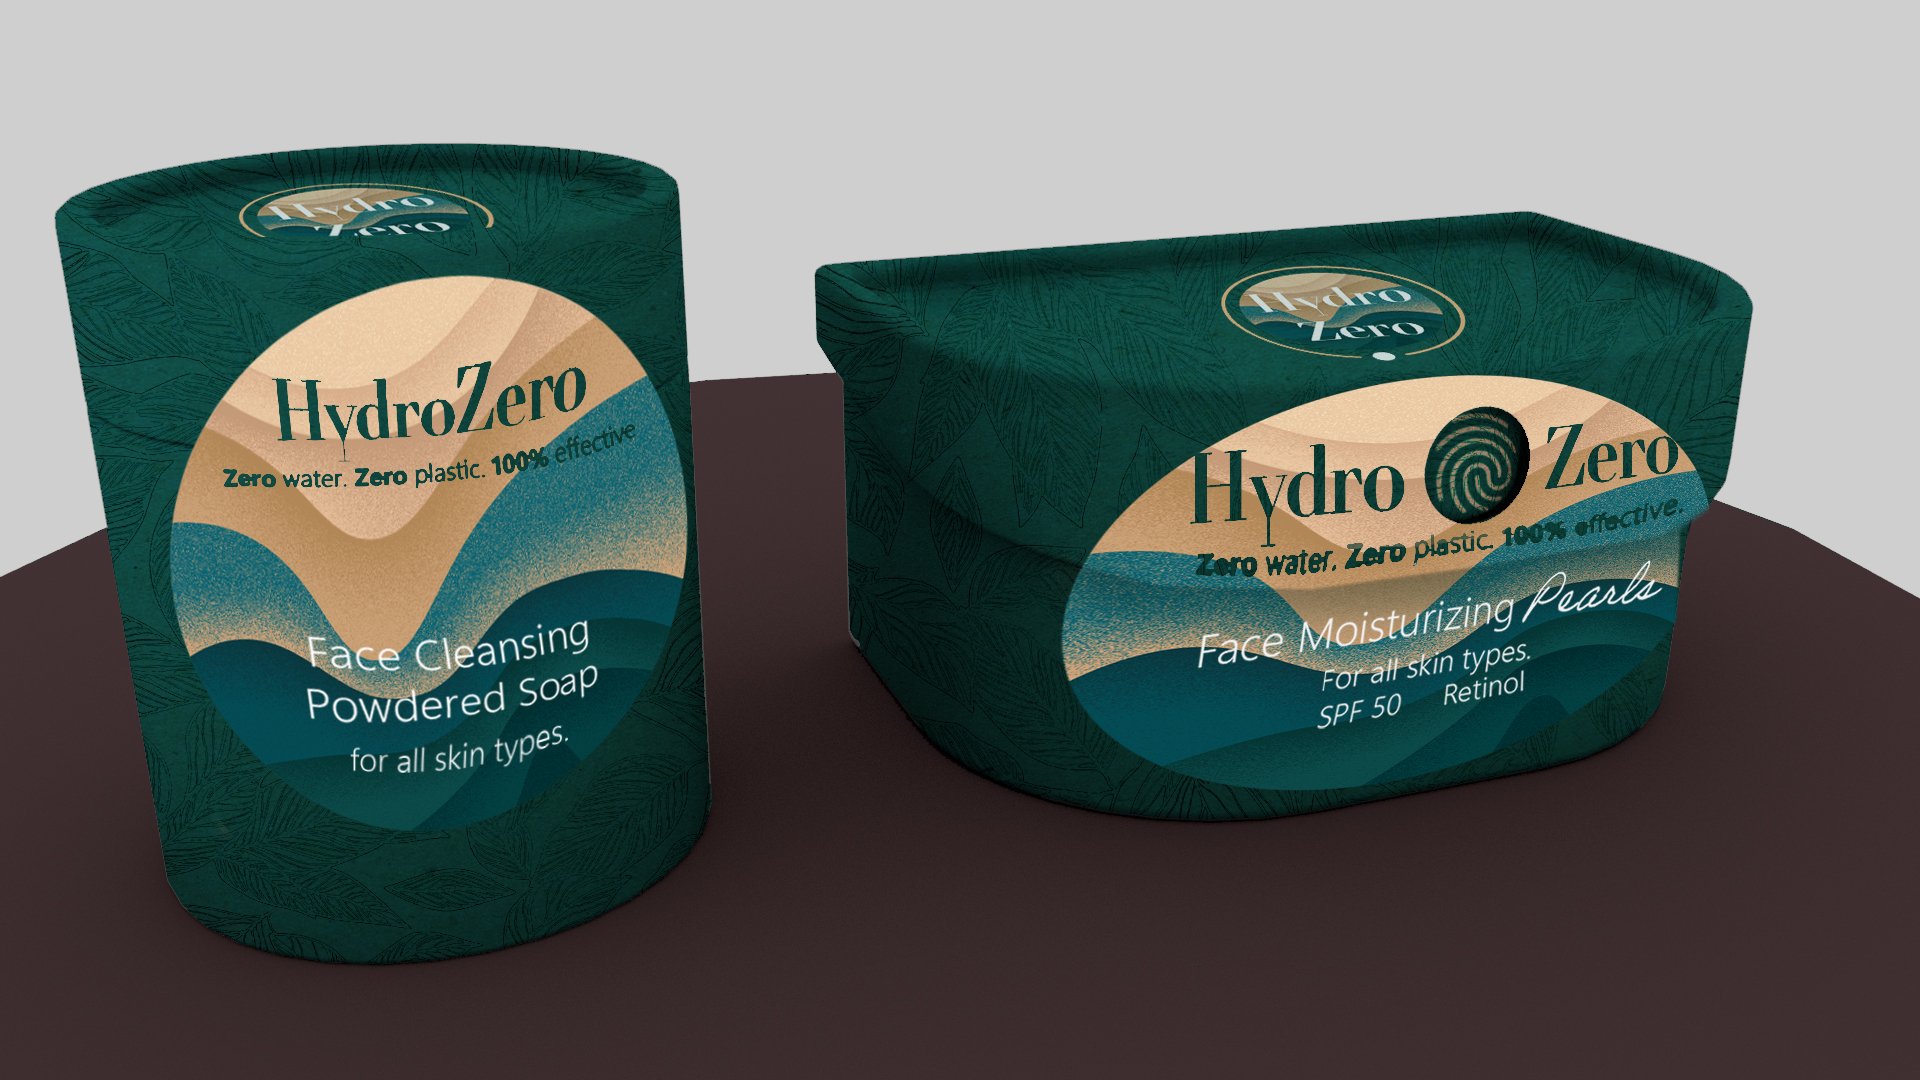 Hydro
Zero
HydroZero
Zero water. Zero plastic. 100% effective
Face Cleansing
Powdered Soap
for all skin types.
Hydro
Zero
Hydro Zero
Zero water. Zero plastic. 100% effective.
Face Moisturizing Pearls
For all skin types.
SPF 50 Retinol